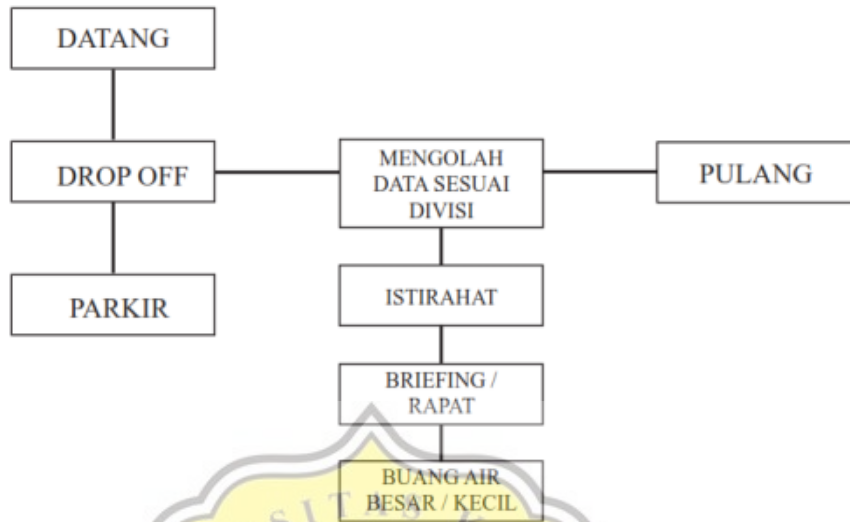 DATANG
DROP OFF
PARKIR
MENGOLAH
DATA SESUAI
DIVISI
PULANG
ISTIRAHAT
BRIEFING /
RAPAT
BUANG AIR
BESAR / KECIL